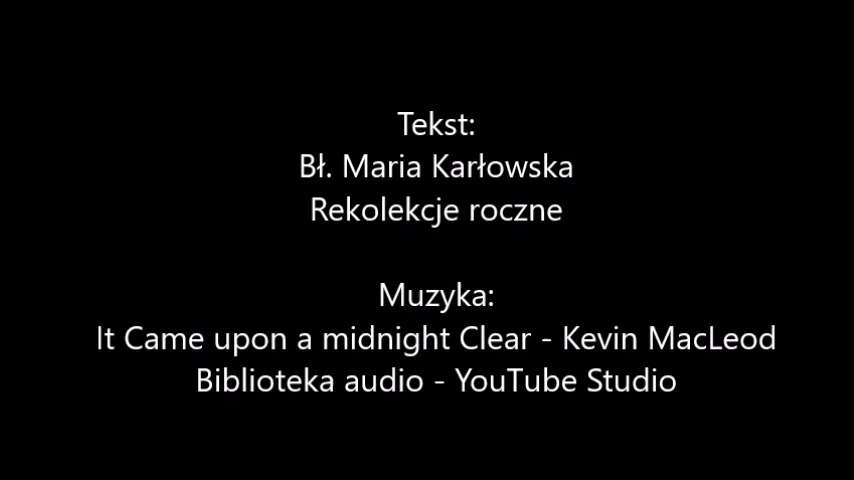 Tekst:
Bł. Maria Karłowska
Rekolekcje roczne
Muzyka:
It Came upon a midnight Clear - Kevin MacLeod
Biblioteka audio - YouTube Studio